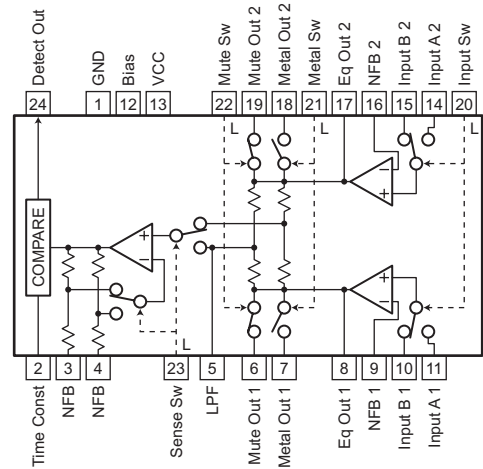 Detect Out
GND
Bias
VCC
Mute Sw
Mute Out 2
Metal Out 2
Metal Sw
Eq Out 2
NFB 2
Input B 2
Input A 2
Input Sw
24
1
12
13
22
19
18
21
17
16
15
14
20
L
L
L
COMPARE
+
−
−
+
+
−
L
2
3
4
23
5
6
7
8
9
10
11
Time Const
NFB
NFB
Sense Sw
LPF
Mute Out 1
Metal Out 1
Eq Out 1
NFB 1
Input B 1
Input A 1